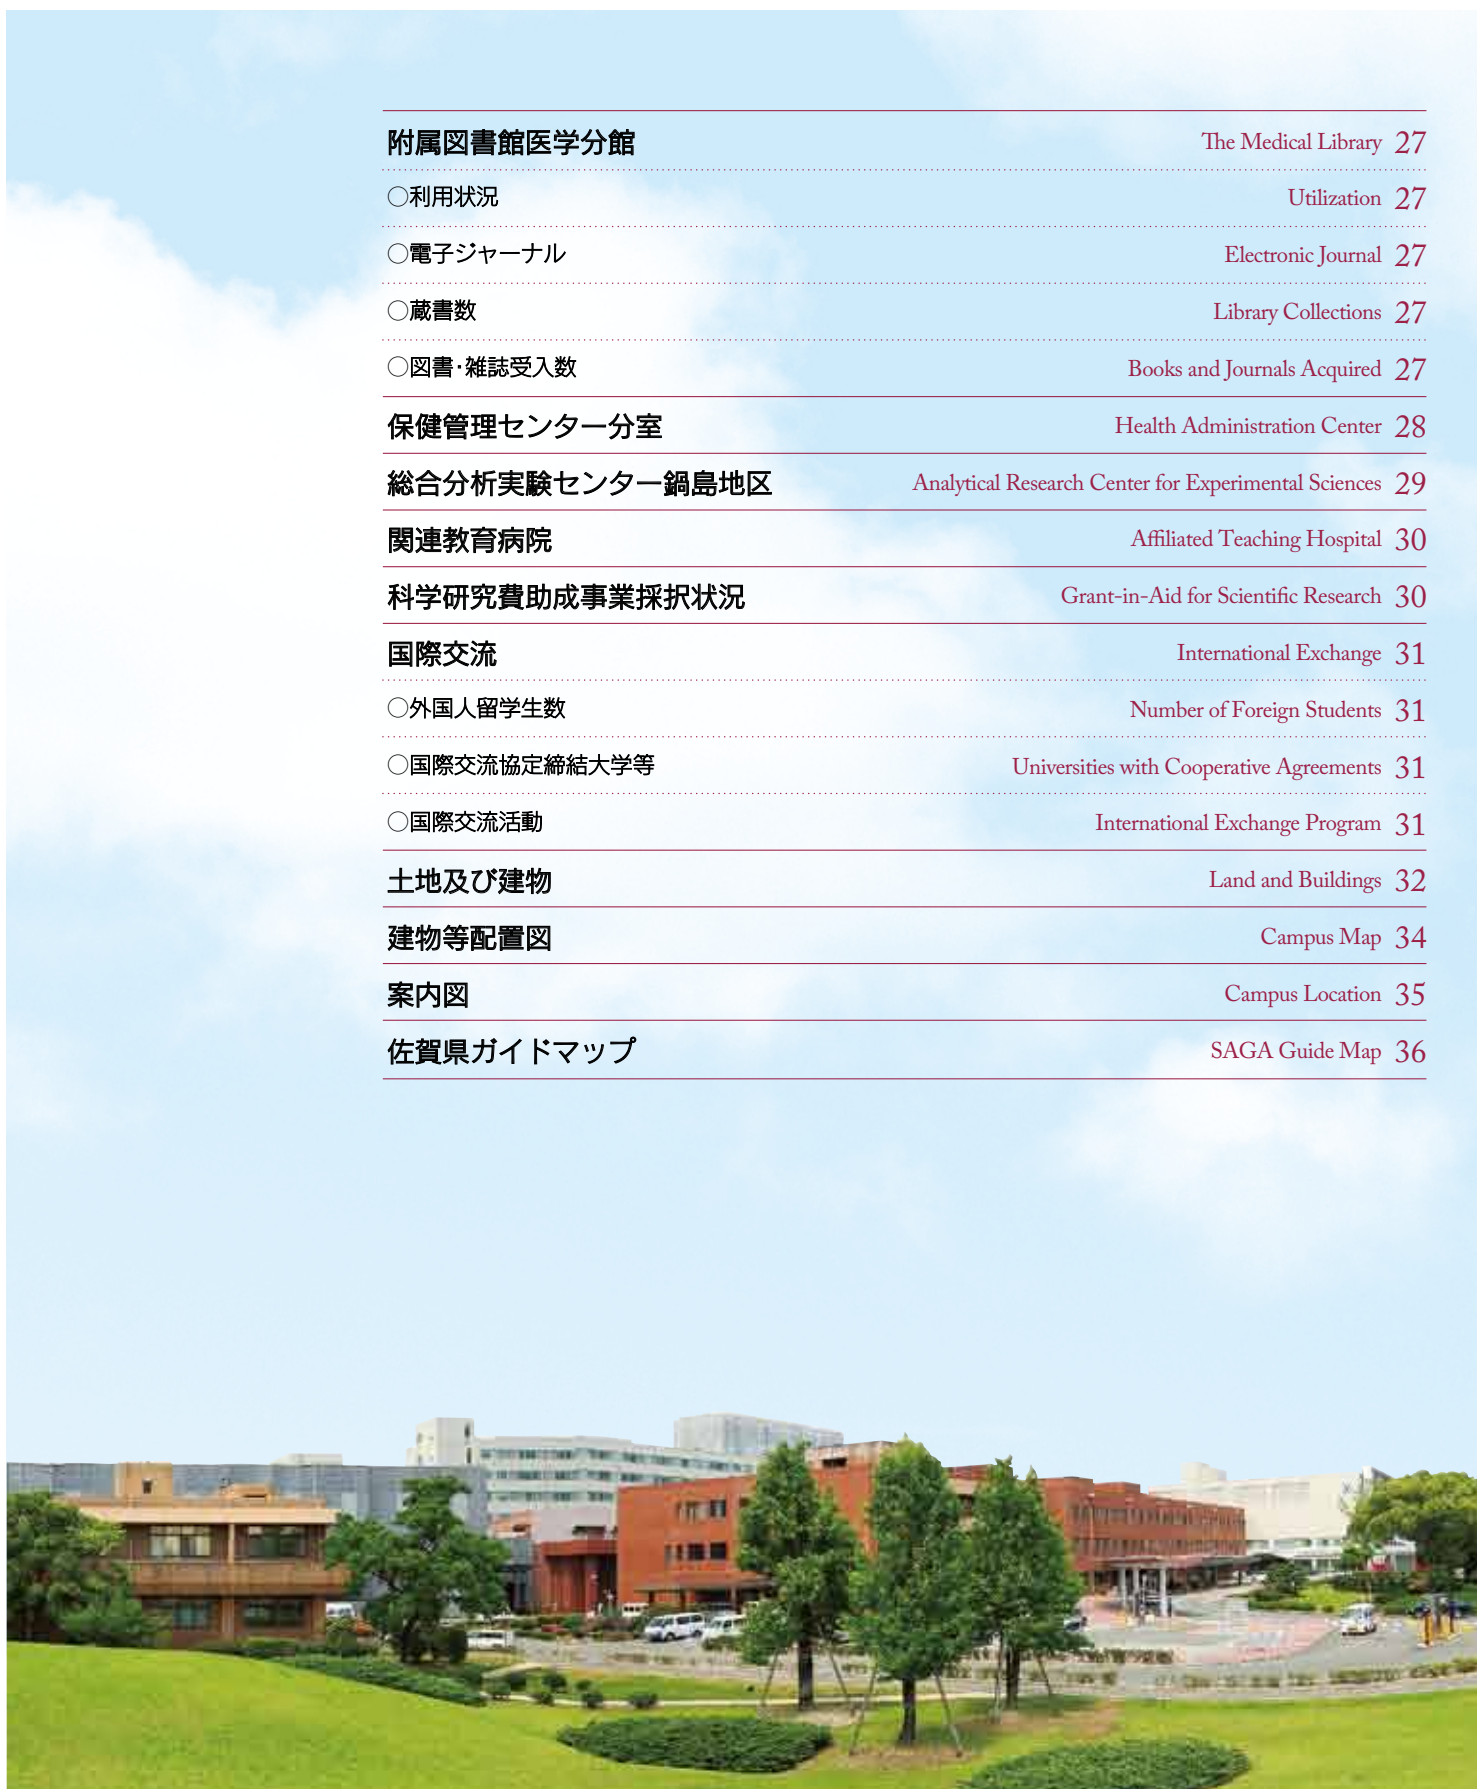 附属図書館医学分館 The Medical Library 27
○利用状況 Utilization 27
○電子ジャーナル Electronic Journal 27
○蔵書数 Library Collections 27
○図書・雑誌受入数 Books and Journals Acquired 27
保健管理センター分室 Health Administration Center 28
総合分析実験センター鍋島地区 Analytical Research Center for Experimental Sciences 29
関連教育病院 Affiliated Teaching Hospital 30
科学研究費助成事業採択状況 Grant-in-Aid for Scientific Research 30
国際交流 International Exchange 31
○外国人留学生数 Number of Foreign Students 31
○国際交流協定締結大学等 Universities with Cooperative Agreements 31
○国際交流活動 International Exchange Program 31
土地及び建物 Land and Buildings 32
建物等配置図 Campus Map 34
案内図 Campus Location 35
佐賀県ガイドマップ SAGA Guide Map 36